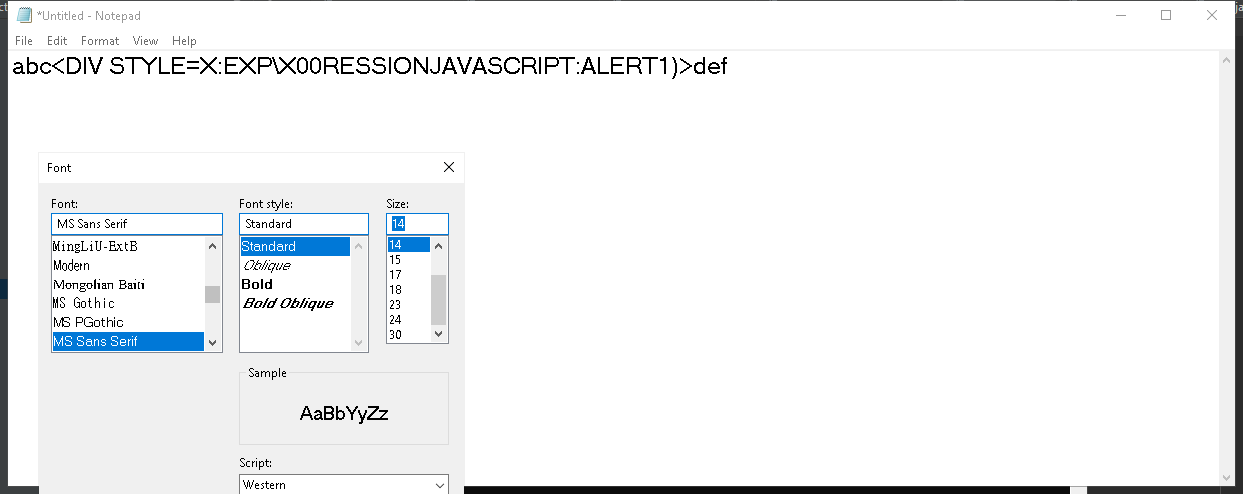 *Untitled - Notepad
File Edit Format View Help
abc<DIV STYLE=X:EXP\X00RESSIONJAVASCRIPT:ALERT1)>def
Font
Font: Font style: Size:
MS Sans Serif Standard 14
MingLiU-ExtB Standard 14
Modern Oblique 15
Mongolian Baiti Bold 17
MS Gothic Bold Oblique 18
MS PGothic 23
MS Sans Serif 24
30
Sample
AaBbYyZz
Script:
Western